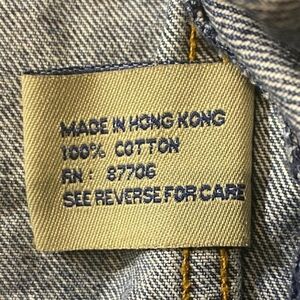 MADE IN HONG KONG
100% COTTON
RN: 87706
SEE REVERSE FOR CARE